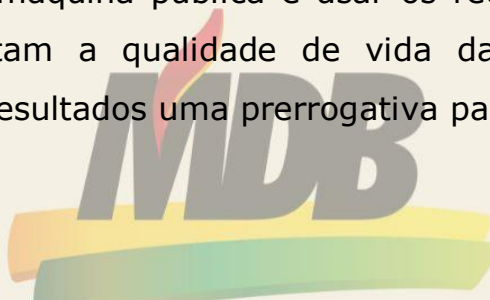 máquina pública e usar os re
tam a qualidade de vida da
esultados uma prerrogativa pa
MDB